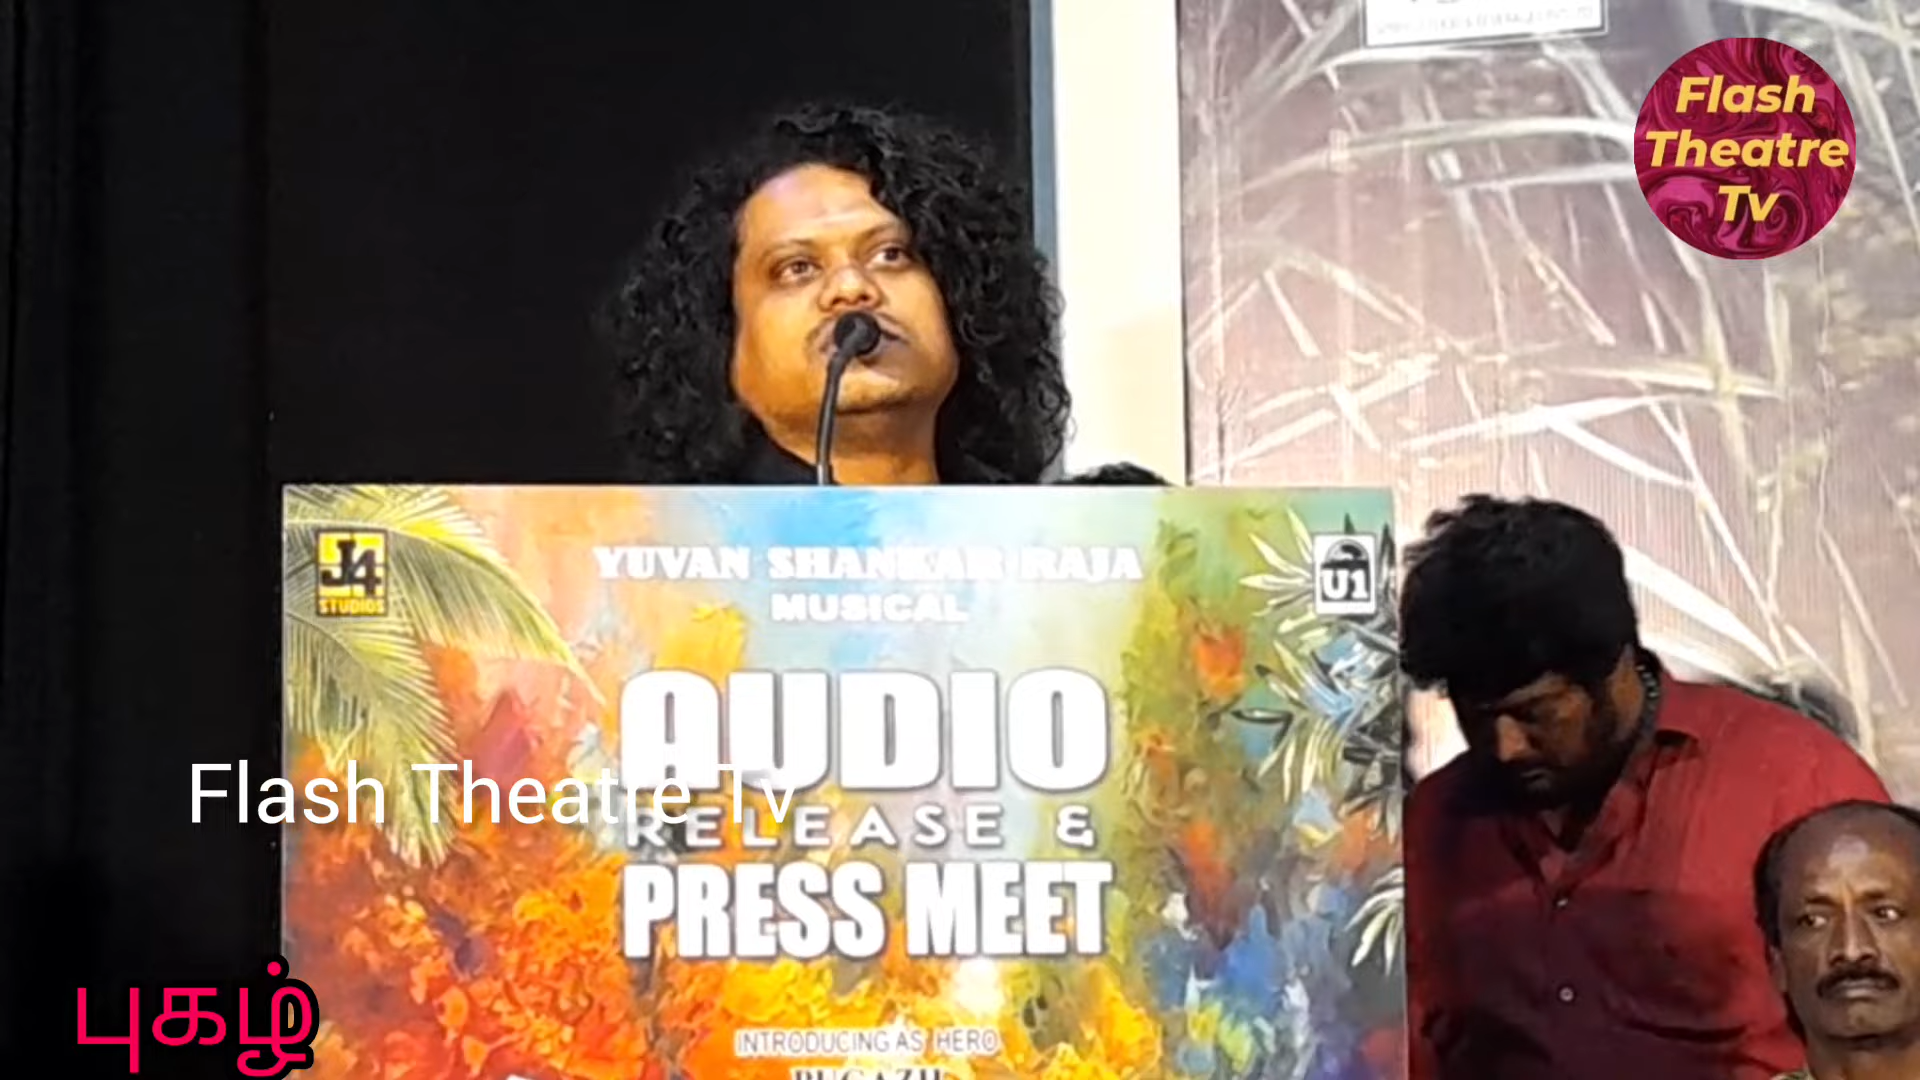 Flash
Theatre
Tv
J4
STUDIOS
YUVAN SHANKAR RAJA
MUSICAL
U1
AUDIO
RELEASE &
PRESS MEET
Flash Theatre Tv
INTRODUCING AS HERO
PUGAZH
புகழ்